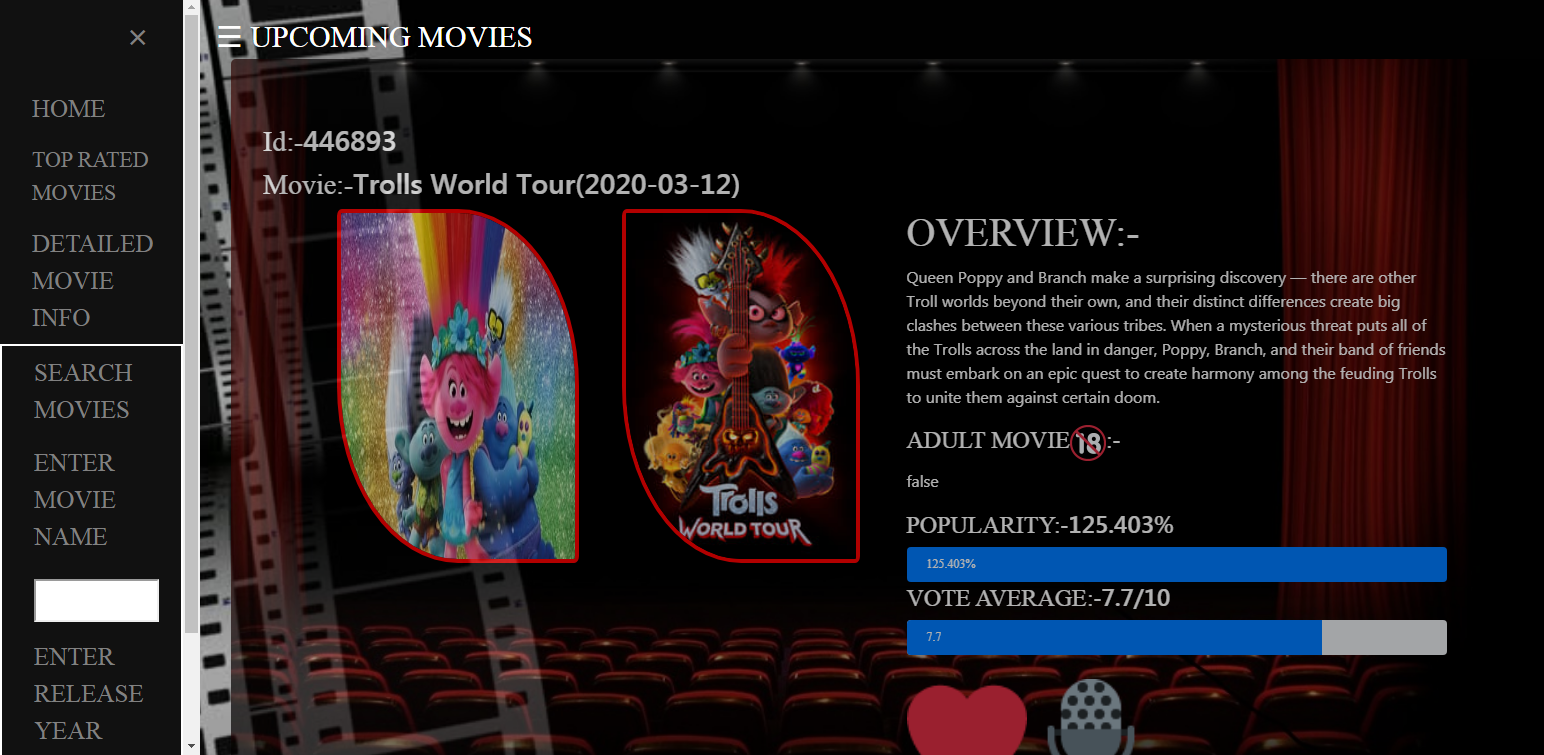 ×
HOME
TOP RATED
MOVIES
DETAILED
MOVIE
INFO
SEARCH
MOVIES
ENTER
MOVIE
NAME
ENTER
RELEASE
YEAR
☰ UPCOMING MOVIES
Id:-446893
Movie:-Trolls World Tour(2020-03-12)
Trolls
WORLD TOUR
OVERVIEW:-
Queen Poppy and Branch make a surprising discovery — there are other
Troll worlds beyond their own, and their distinct differences create big
clashes between these various tribes. When a mysterious threat puts all of
the Trolls across the land in danger, Poppy, Branch, and their band of friends
must embark on an epic quest to create harmony among the feuding Trolls
to unite them against certain doom.
ADULT MOVIE🔞:-
false
POPULARITY:-125.403%
125.403%
VOTE AVERAGE:-7.7/10
7.7